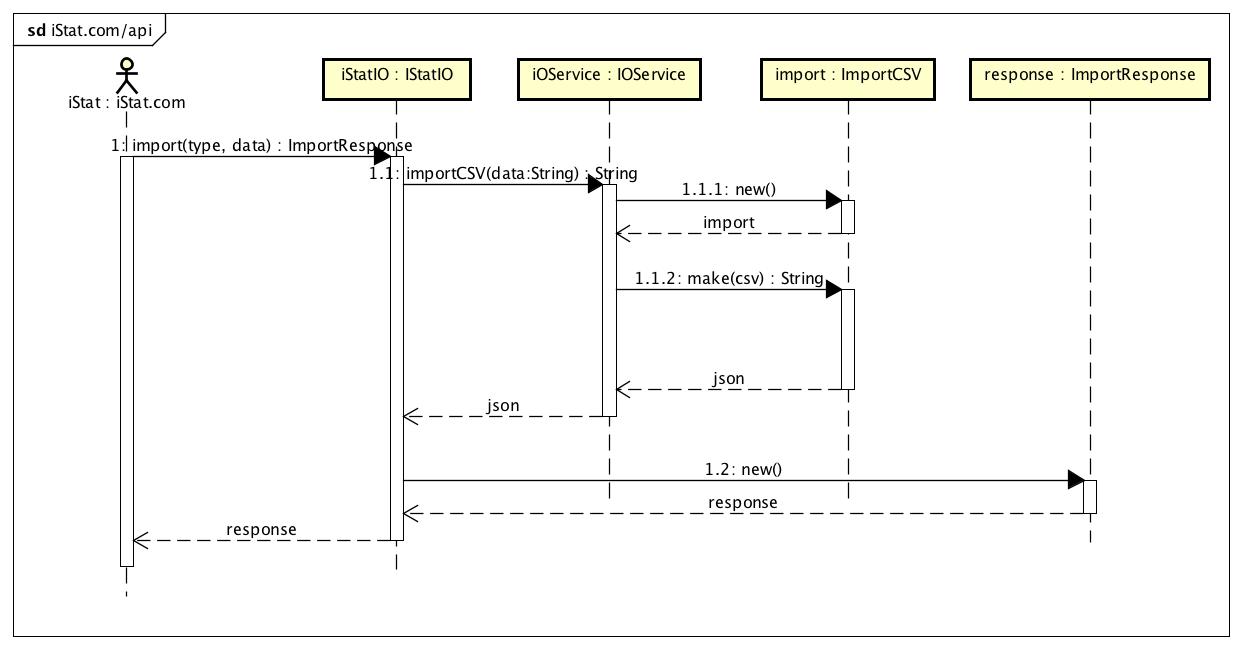 sd iStat.com/api
iStatIO : IStatIO
iOService : IOService
import : ImportCSV
response : ImportResponse
iStat : iStat.com
1: import(type, data) : ImportResponse
1.1: importCSV(data:String) : String
1.1.1: new()
import
1.1.2: make(csv) : String
json
json
1.2: new()
response
response